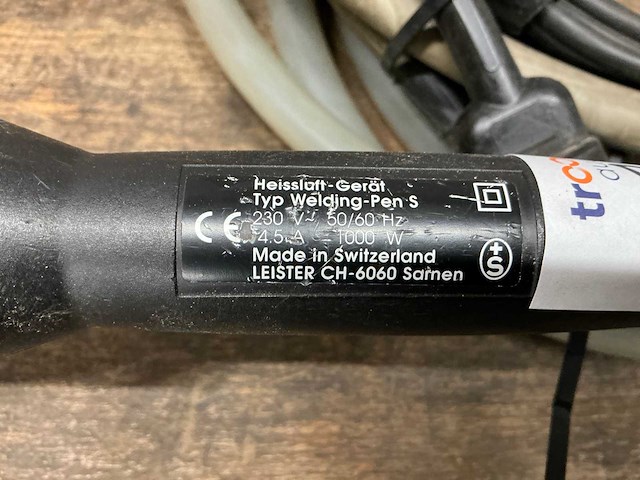 Heissluft-Gerät
Typ Welding-Pen S
CE
230 V~ 50/60 Hz
4.5 A 1000 W
Made in Switzerland
LEISTER CH-6060 Sarnen
+S